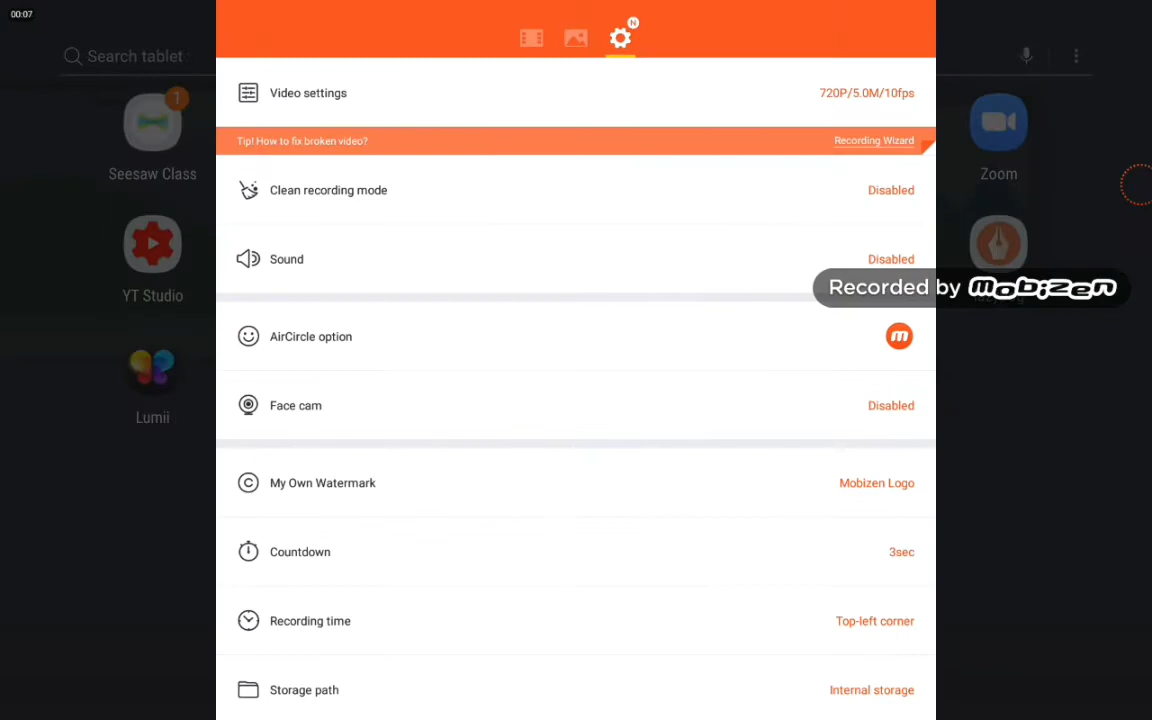 00:07
N
Search tablet
Video settings
720P/5.0M/10fps
Tip! How to fix broken video?
Recording Wizard
1
Seesaw Class
Zoom
Clean recording mode
Disabled
Sound
Disabled
YT Studio
Recorded by mobizen
AirCircle option
m
Face cam
Disabled
Lumii
My Own Watermark
Mobizen Logo
Countdown
3sec
Recording time
Top-left corner
Storage path
Internal storage